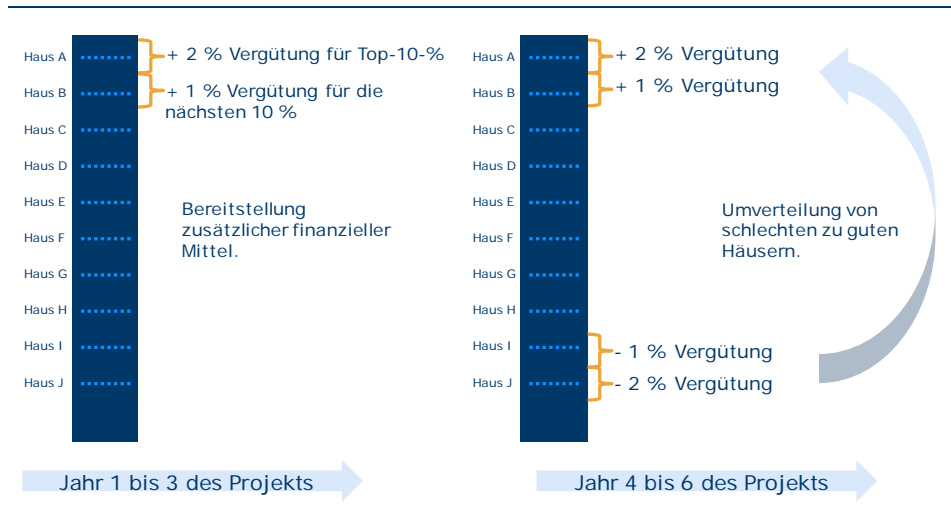 Haus A
+ 2 % Vergütung für Top-10-%
Haus B
+ 1 % Vergütung für die
nächsten 10 %
Haus C
Haus D
Haus E
Haus F
Haus G
Haus H
Haus I
Haus J
Bereitstellung
zusätzlicher finanzieller
Mittel.
Jahr 1 bis 3 des Projekts
Haus A
+ 2 % Vergütung
Haus B
+ 1 % Vergütung
Haus C
Haus D
Haus E
Haus F
Haus G
Haus H
Haus I
- 1 % Vergütung
Haus J
- 2 % Vergütung
Umverteilung von
schlechten zu guten
Häusern.
Jahr 4 bis 6 des Projekts